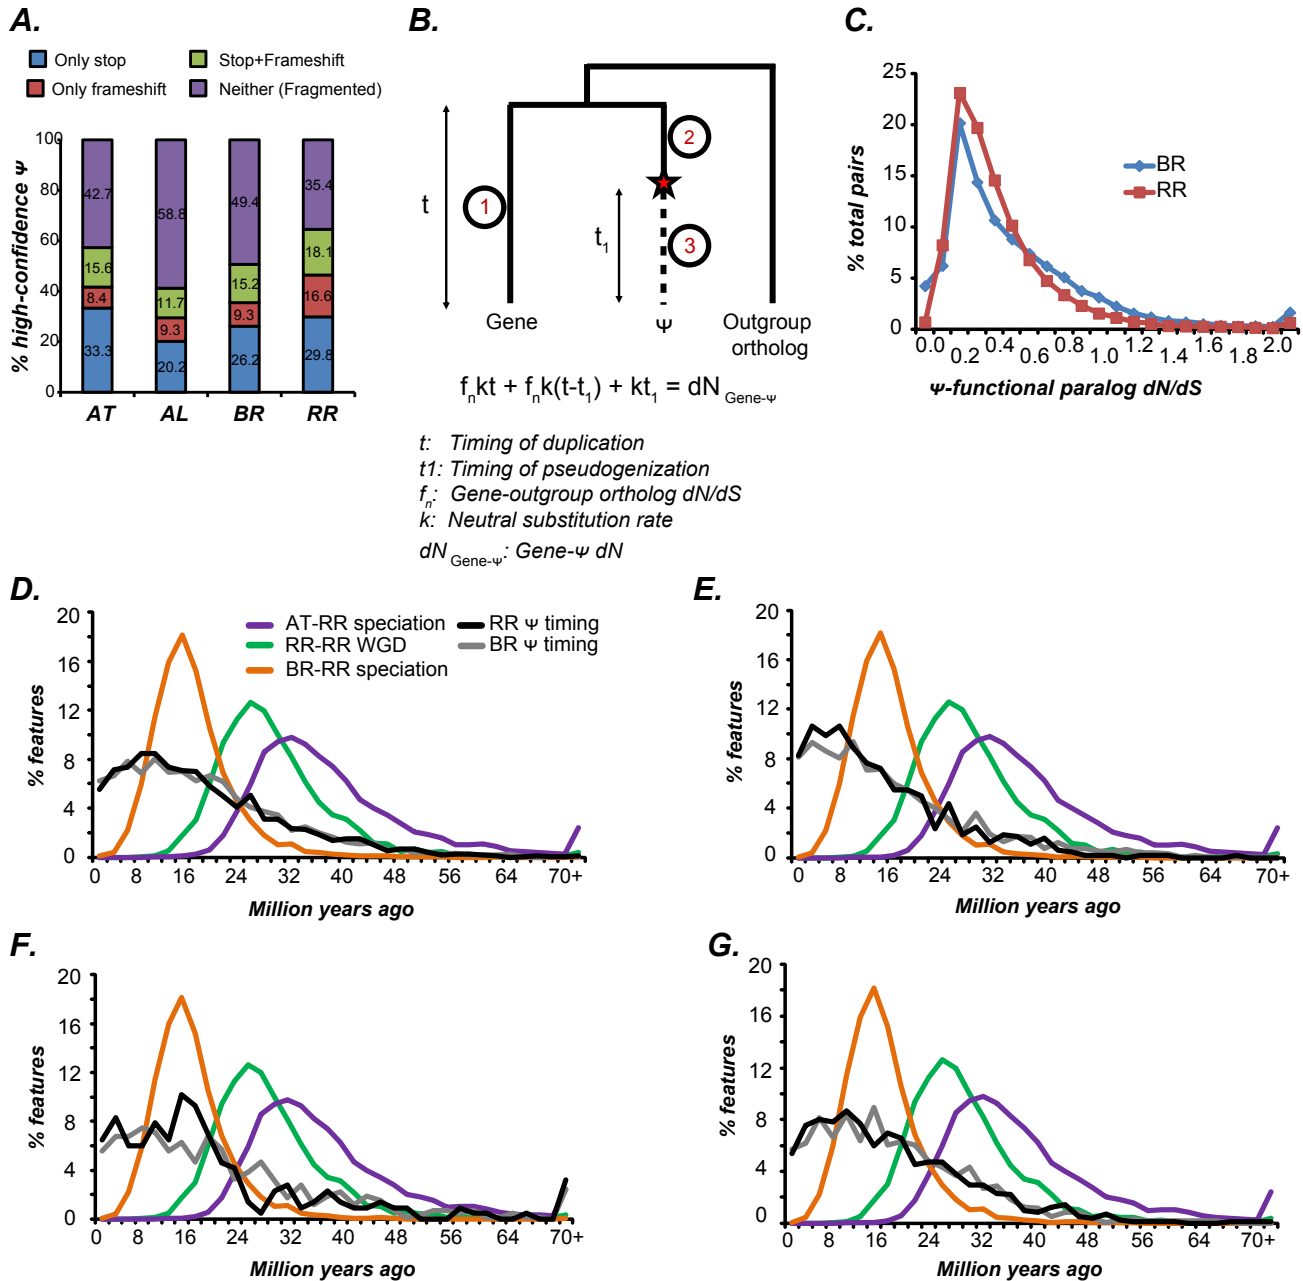 A.
Only stop
Stop+Frameshift
Only frameshift
Neither (Fragmented)
% high-confidence Ψ
100
80
60
40
20
0
42.7
15.6
8.4
33.3
58.8
11.7
9.3
20.2
49.4
15.2
9.3
26.2
35.4
18.1
16.6
29.8
AT
AL
BR
RR
B.
t
1
2
t1
3
Gene
Ψ
Outgroup
ortholog
fnkt + fnk(t-t1) + kt1 = dN Gene-Ψ
t: Timing of duplication
t1: Timing of pseudogenization
fn: Gene-outgroup ortholog dN/dS
k: Neutral substitution rate
dN Gene-Ψ: Gene-Ψ dN
C.
% total pairs
25
20
15
10
5
0
BR
RR
0.0 0.2 0.4 0.6 0.8 1.0 1.2 1.4 1.6 1.8 2.0
Ψ-functional paralog dN/dS
D.
% features
20
16
12
8
4
0
AT-RR speciation
RR-RR WGD
BR-RR speciation
RR Ψ timing
BR Ψ timing
0 8 16 24 32 40 48 56 64 70+
Million years ago
E.
% features
20
16
12
8
4
0
0 8 16 24 32 40 48 56 64 70+
Million years ago
F.
% features
20
16
12
8
4
0
0 8 16 24 32 40 48 56 64 70+
Million years ago
G.
% features
20
16
12
8
4
0
0 8 16 24 32 40 48 56 64 70+
Million years ago